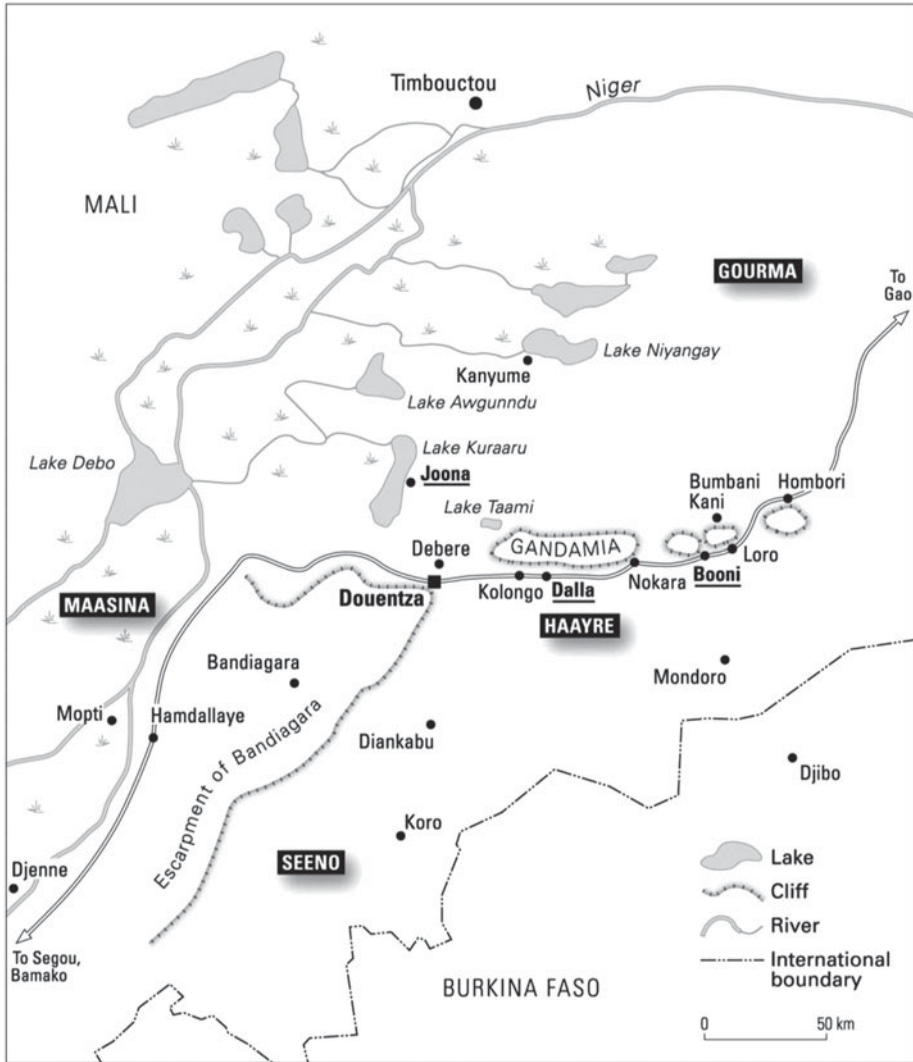 Timbouctou
Niger
MALI
GOURMA
To
Gao
Lake Niyangay
Kanyume
Lake Awgunndu
Lake Debo
Lake Kuraaru
Joona
Lake Taami
Bumbani
Kani
Hombori
Debere
GANDAMIA
Loro
Douentza
Kolongo
Dalla
Nokara
Booni
MAASINA
HAAYRE
Bandiagara
Mondoro
Mopti
Hamdallaye
Escarpment of Bandiagara
Diankabu
Djibo
Koro
SEENO
Djenne
To Segou,
Bamako
BURKINA FASO
Lake
Cliff
River
International
boundary
0 50 km